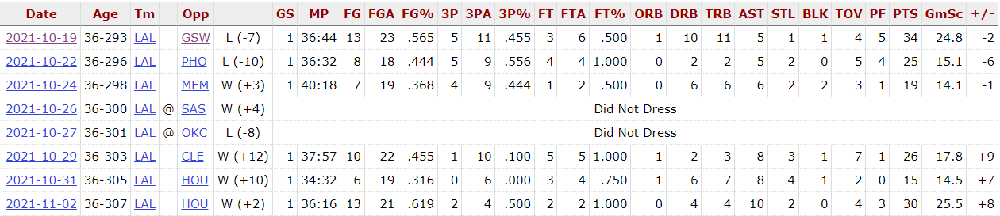 Date Age Tm Opp GS MP FG FGA FG% 3P 3PA 3P% FT FTA FT% ORB DRB TRB AST STL BLK TOV PF PTS GmSc +/-
2021-10-19 36-293 LAL GSW L (-7) 1 36:44 13 23 .565 5 11 .455 3 6 .500 1 10 11 5 1 1 4 5 34 24.8 -2
2021-10-22 36-296 LAL PHO L (-10) 1 36:32 8 18 .444 5 9 .556 4 4 1.000 0 2 2 5 2 0 5 4 25 15.1 -6
2021-10-24 36-298 LAL MEM W (+3) 1 40:18 7 19 .368 4 9 .444 1 2 .500 0 6 6 6 2 2 3 1 19 14.1 -1
2021-10-26 36-300 LAL @ SAS W (+4) Did Not Dress
2021-10-27 36-301 LAL @ OKC L (-8) Did Not Dress
2021-10-29 36-303 LAL CLE W (+12) 1 37:57 10 22 .455 1 10 .100 5 5 1.000 1 2 3 8 3 1 7 1 26 17.8 +9
2021-10-31 36-305 LAL HOU W (+10) 1 34:32 6 19 .316 0 6 .000 3 4 .750 1 6 7 8 4 1 2 0 15 14.5 +7
2021-11-02 36-307 LAL HOU W (+2) 1 36:16 13 21 .619 2 4 .500 2 2 1.000 0 4 4 10 2 0 4 3 30 25.5 +8